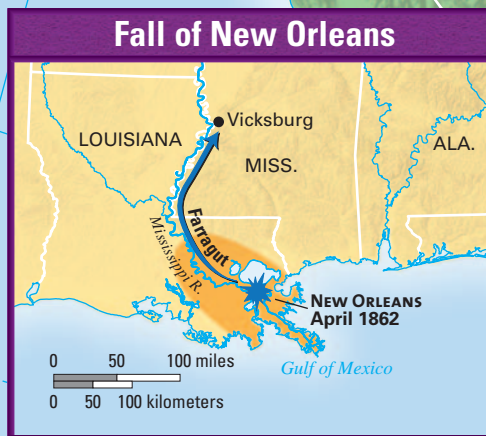 Fall of New Orleans
Vicksburg
LOUISIANA
MISS.
ALA.
Farragut
Mississippi R.
NEW ORLEANS
April 1862
Gulf of Mexico
0 50 100 miles
0 50 100 kilometers